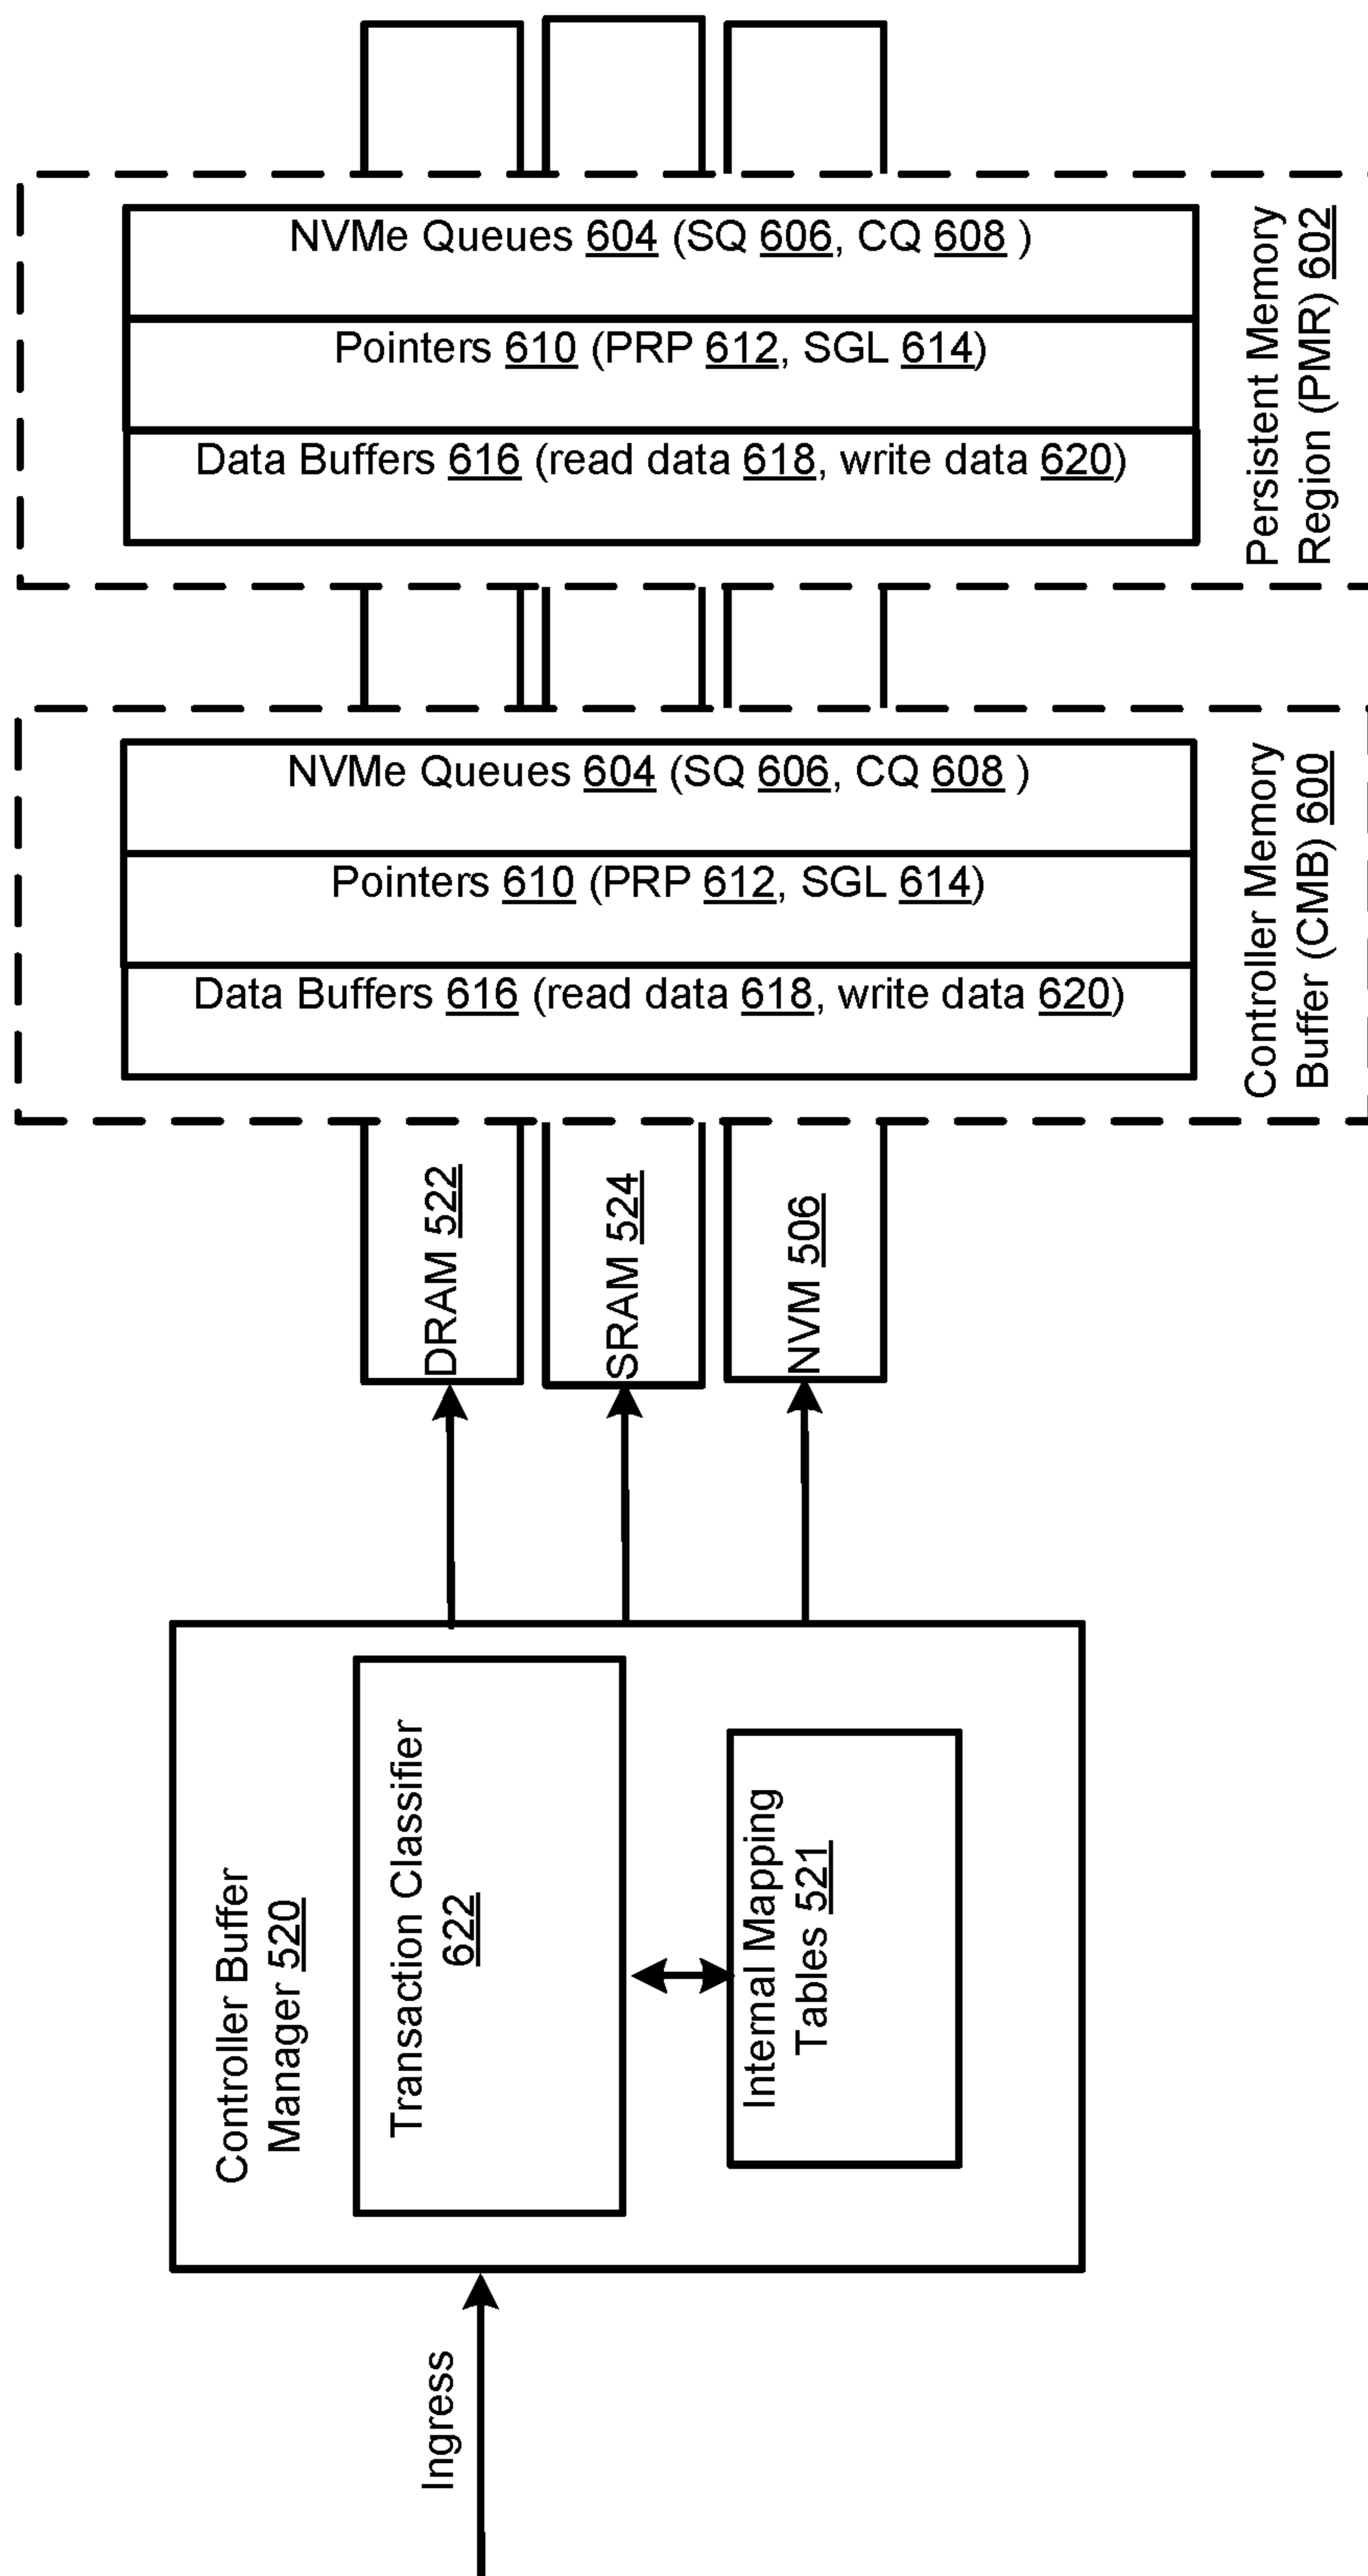 NVMe Queues 604 (SQ 606, CQ 608 )
Pointers 610 (PRP 612, SGL 614)
Data Buffers 616 (read data 618, write data 620)
Persistent Memory
Region (PMR) 602
NVMe Queues 604 (SQ 606, CQ 608 )
Pointers 610 (PRP 612, SGL 614)
Data Buffers 616 (read data 618, write data 620)
Controller Memory
Buffer (CMB) 600
DRAM 522
SRAM 524
NVM 506
Controller Buffer
Manager 520
Transaction Classifier
622
Internal Mapping
Tables 521
Ingress